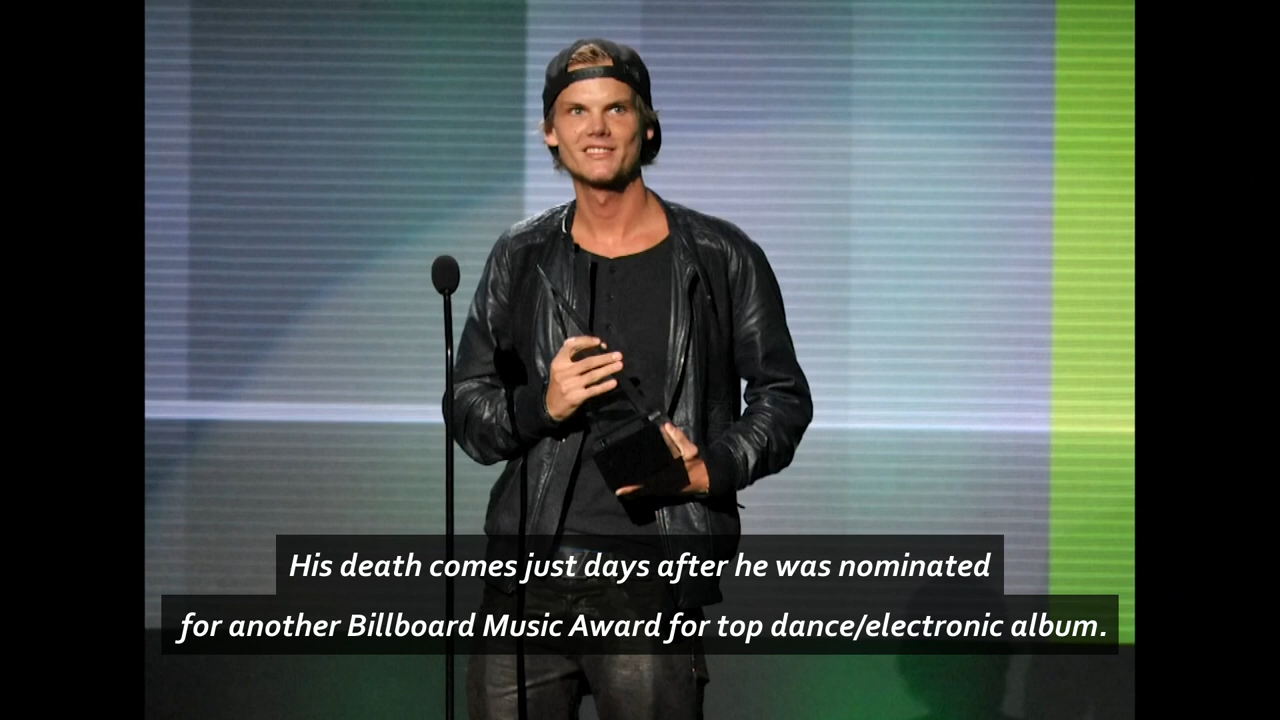 His death comes just days after he was nominated
for another Billboard Music Award for top dance/electronic album.